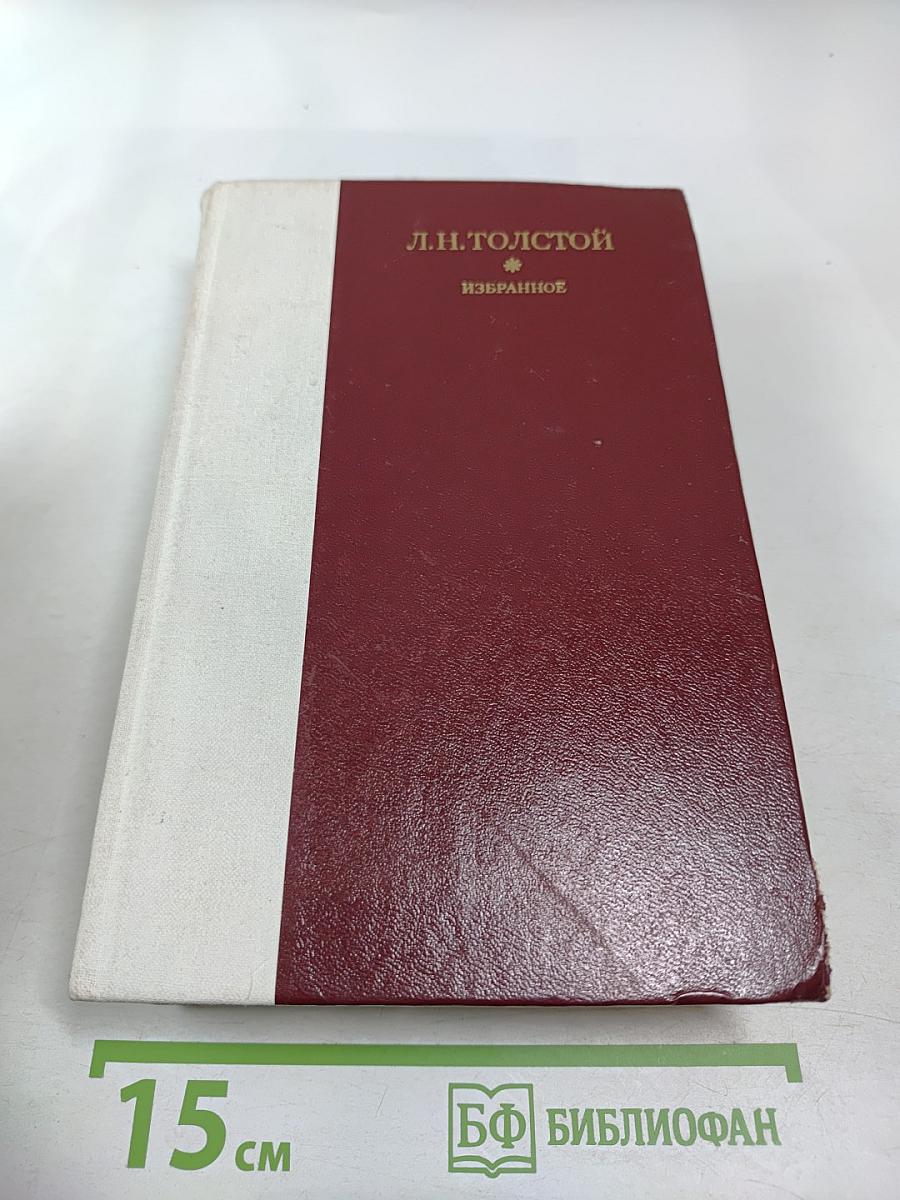 Л.Н.ТОЛСТОЙ
*
ИЗБРАННОЕ
15 см
БФ БИБЛИОФАН